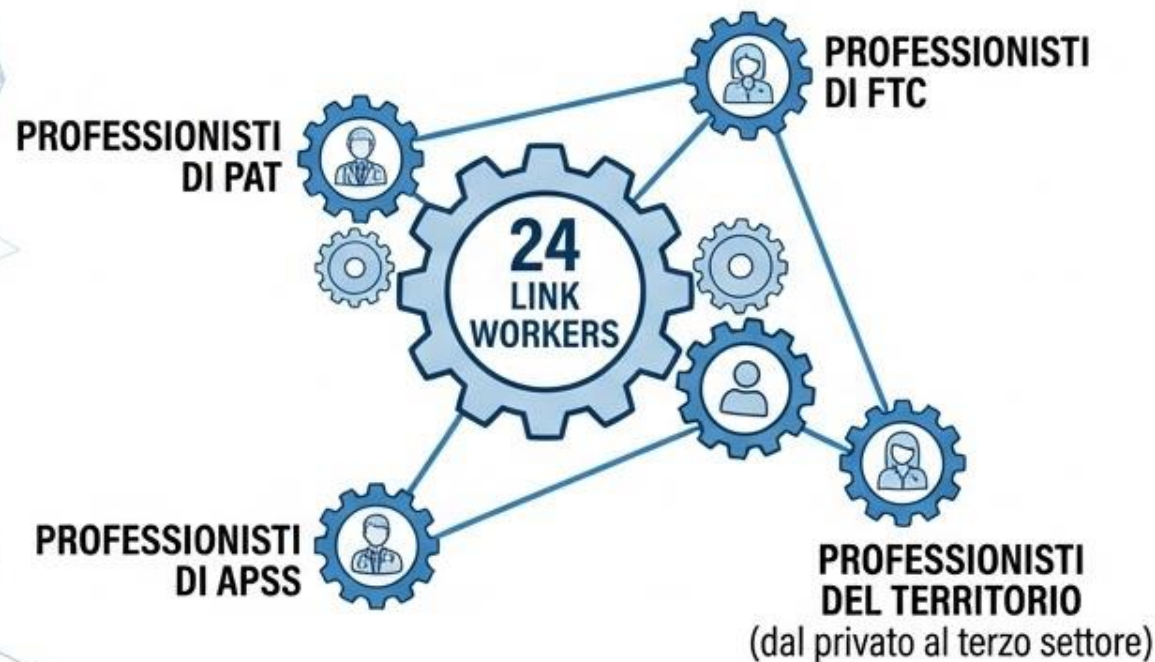 PROFESSIONISTI
DI FTC
PROFESSIONISTI
DI PAT
24
LINK
WORKERS
PROFESSIONISTI
DI APSS
PROFESSIONISTI
DEL TERRITORIO
(dal privato al terzo settore)